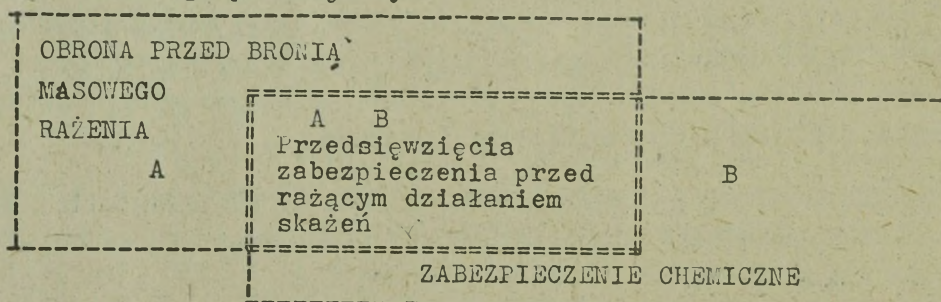 OBRONA PRZED BRONIĄ
MASOWEGO
RAŻENIA
A
A B
Przedsięwzięcia
zabezpieczenia przed
rażącym działaniem
skażeń
B
ZABEZPIECZENIE CHEMICZNE